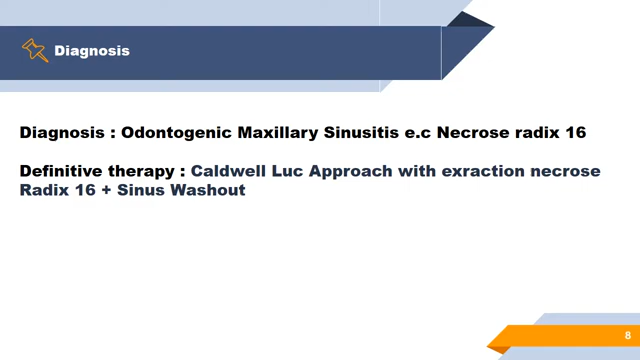 Diagnosis
Diagnosis : Odontogenic Maxillary Sinusitis e.c Necrose radix 16
Definitive therapy : Caldwell Luc Approach with exraction necrose
Radix 16 + Sinus Washout
8